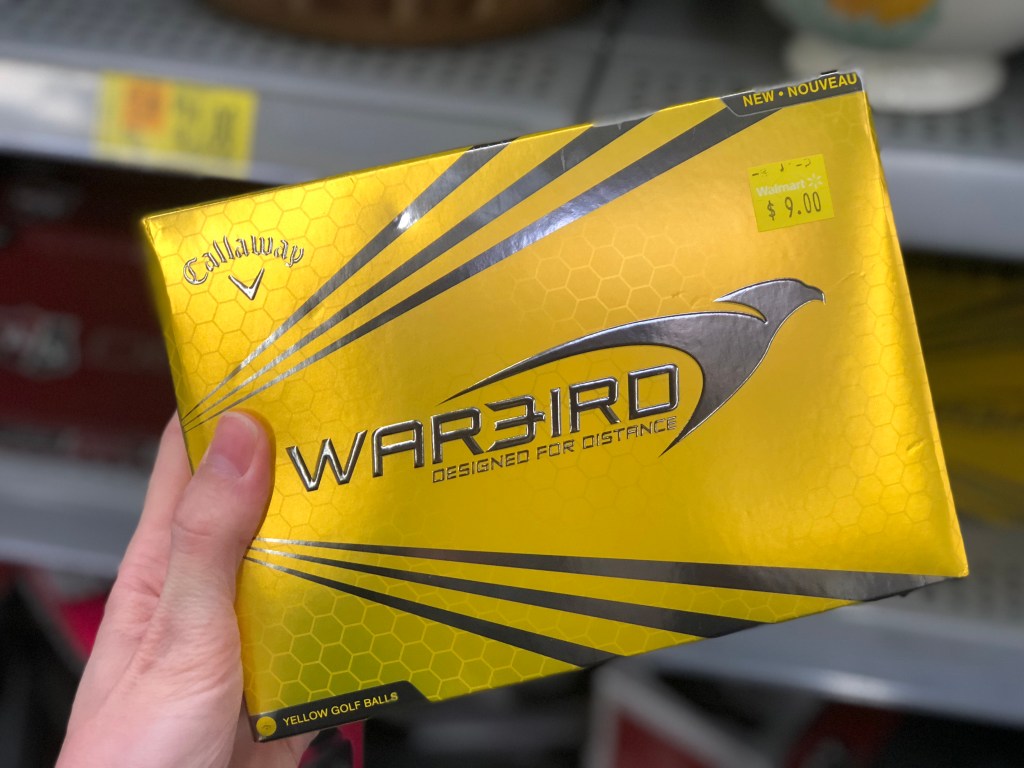 NEW • NOUVEAU
Walmart
$ 9.00
Callaway
WARBIRD
DESIGNED FOR DISTANCE
YELLOW GOLF BALLS